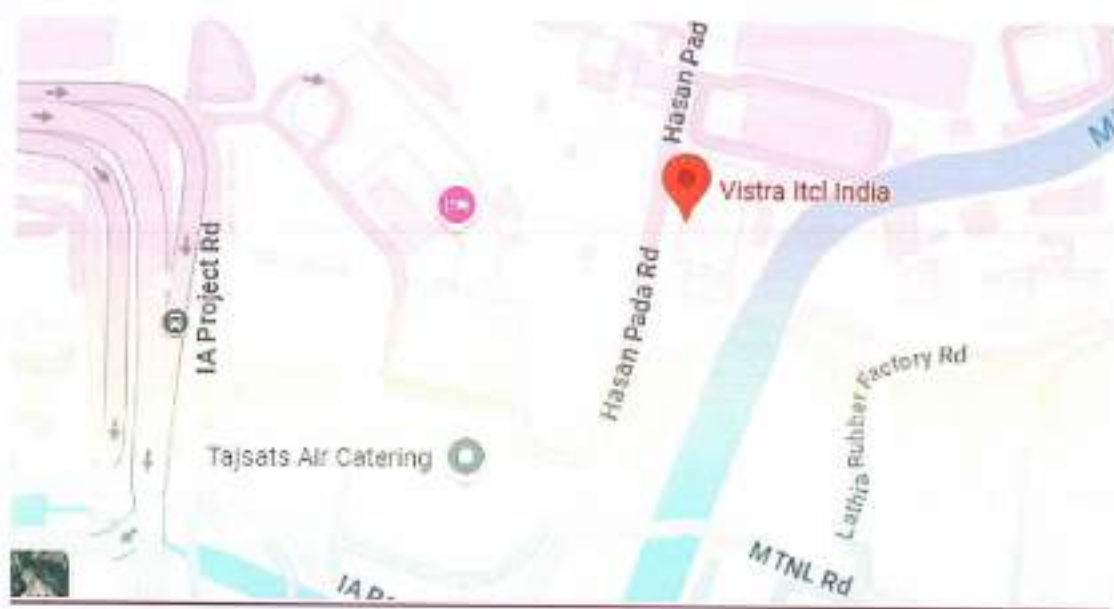 Hasan Pad
M
Vistra Itcl India
IA Project Rd
Hasan Pada Rd
Lathia Rubber Factory Rd
Tajsats Air Catering
MTNL Rd